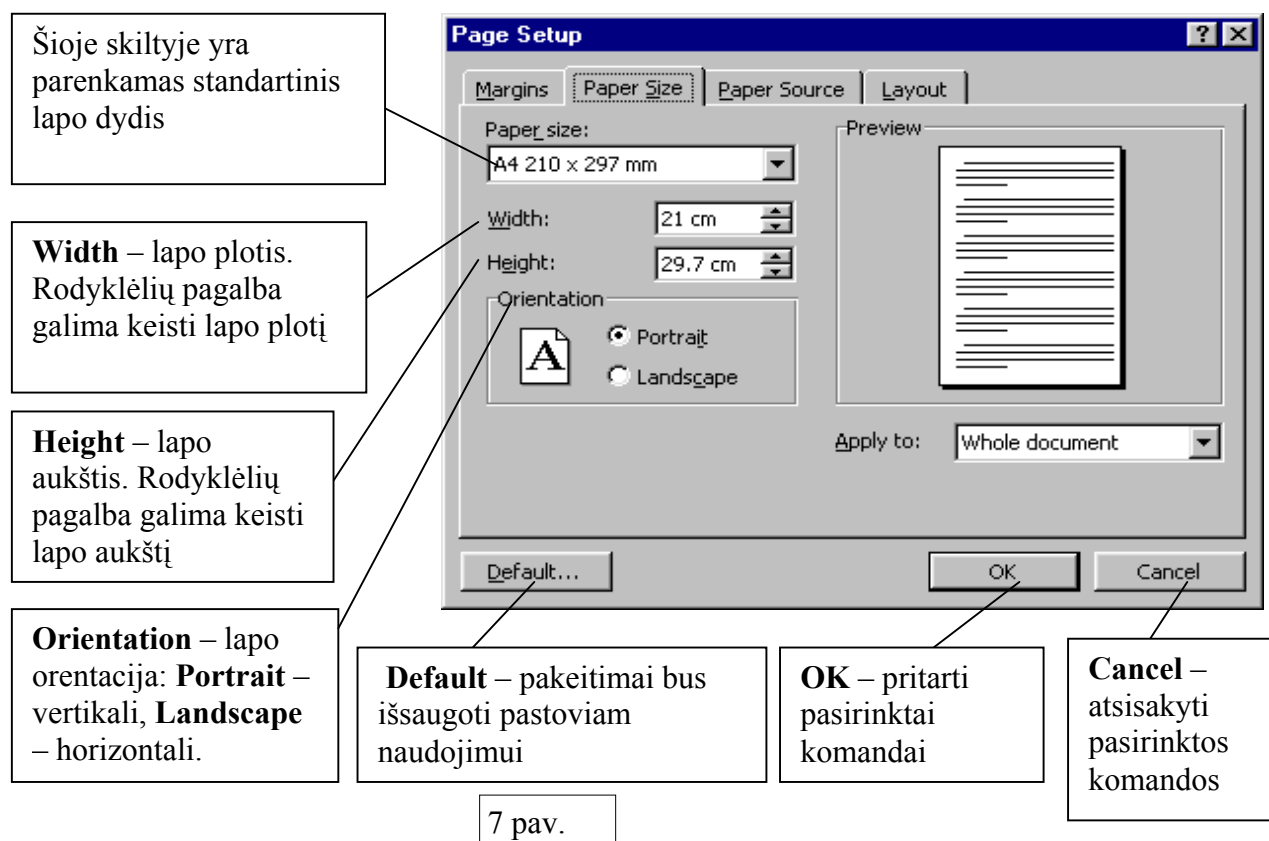 Šioje skiltyje yra
parenkamas standartinis
lapo dydis
Width – lapo plotis.
Rodyklėlių pagalba
galima keisti lapo plotį
Height – lapo
aukštis. Rodyklėlių
pagalba galima keisti
lapo aukštį
Orientation – lapo
orentacija: Portrait –
vertikali, Landscape
– horizontali.
Page Setup
Margins Paper Size Paper Source Layout
Paper size:
A4 210 x 297 mm
Width: 21 cm
Height: 29.7 cm
Orientation
A
Portrait
Landscape
Preview
Apply to: Whole document
Default... OK Cancel
Default – pakeitimai bus
išsaugoti pastoviam
naudojimui
OK – pritarti
pasirinktai
komandai
Cancel –
atsisakyti
pasirinktos
komandos
7 pav.